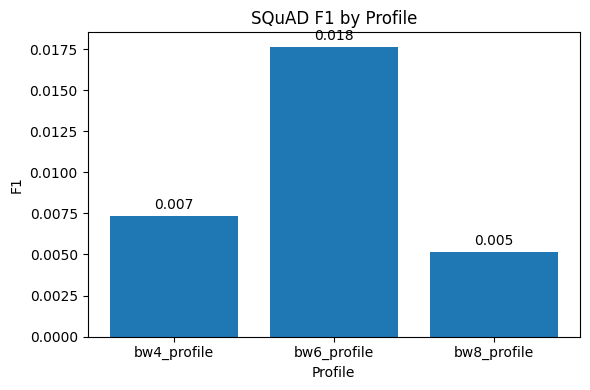 SQuAD F1 by Profile
F1
0.0175
0.0150
0.0125
0.0100
0.0075
0.0050
0.0025
0.0000
0.007
0.018
0.005
bw4_profile
bw6_profile
bw8_profile
Profile